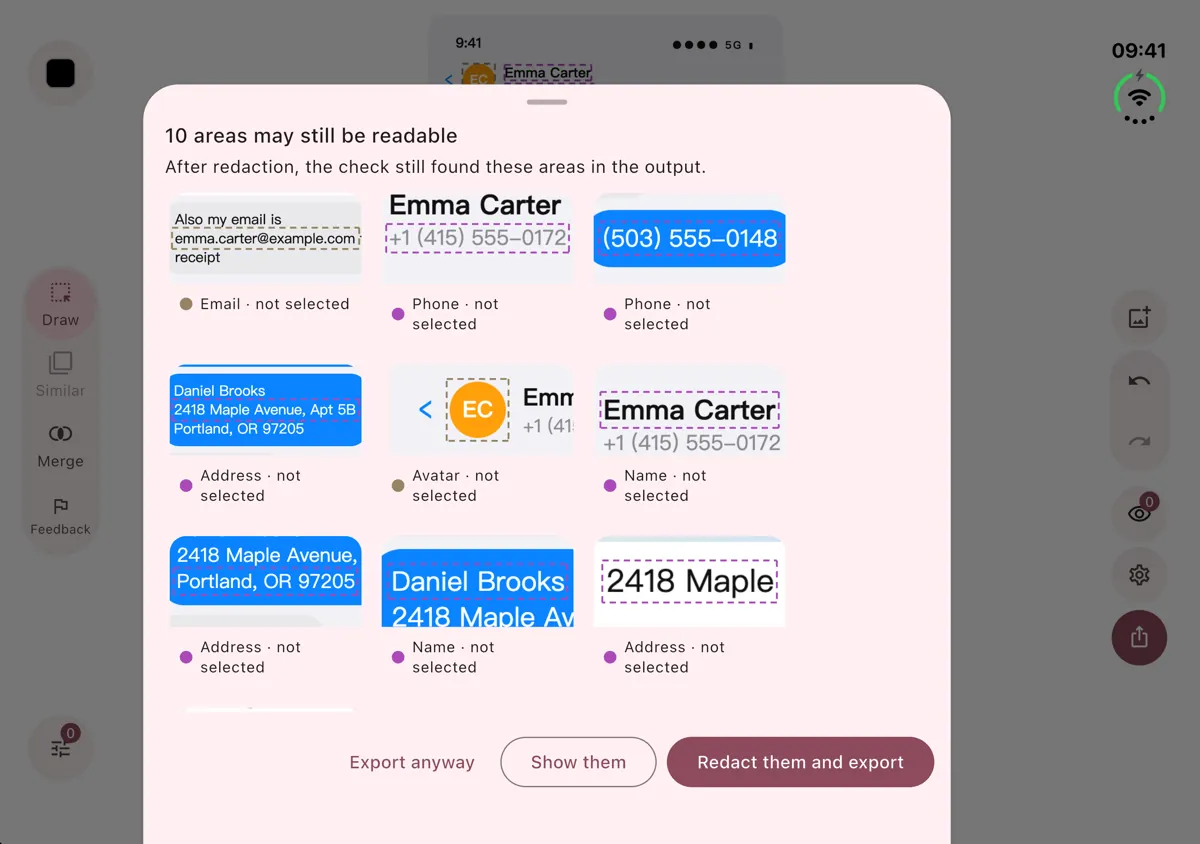 9:41
5G
Emma Carter
EC
09:41
10 areas may still be readable
After redaction, the check still found these areas in the output.
Also my email is
emma.carter@example.com
receipt
Email · not selected
Emma Carter
+1 (415) 555-0172
Phone · not
selected
(503) 555-0148
Phone · not
selected
Daniel Brooks
2418 Maple Avenue, Apt 5B
Portland, OR 97205
Address · not
selected
EC
Emm
+1 (41
Avatar · not
selected
Emma Carter
+1 (415) 555-0172
Name · not
selected
2418 Maple Avenue,
Portland, OR 97205
Address · not
selected
Daniel Brooks
2418 Maple Av
Name · not
selected
2418 Maple
Address · not
selected
Export anyway
Show them
Redact them and export
Draw
Similar
Merge
Feedback
0
0